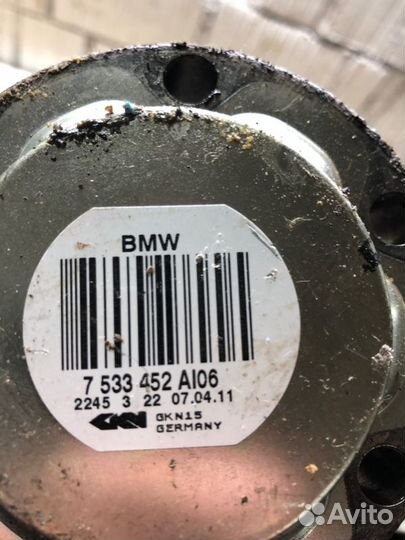 BMW
7 533 452 AI06
2245 3 22 07.04.11
GKN
GKN15
GERMANY
Avito